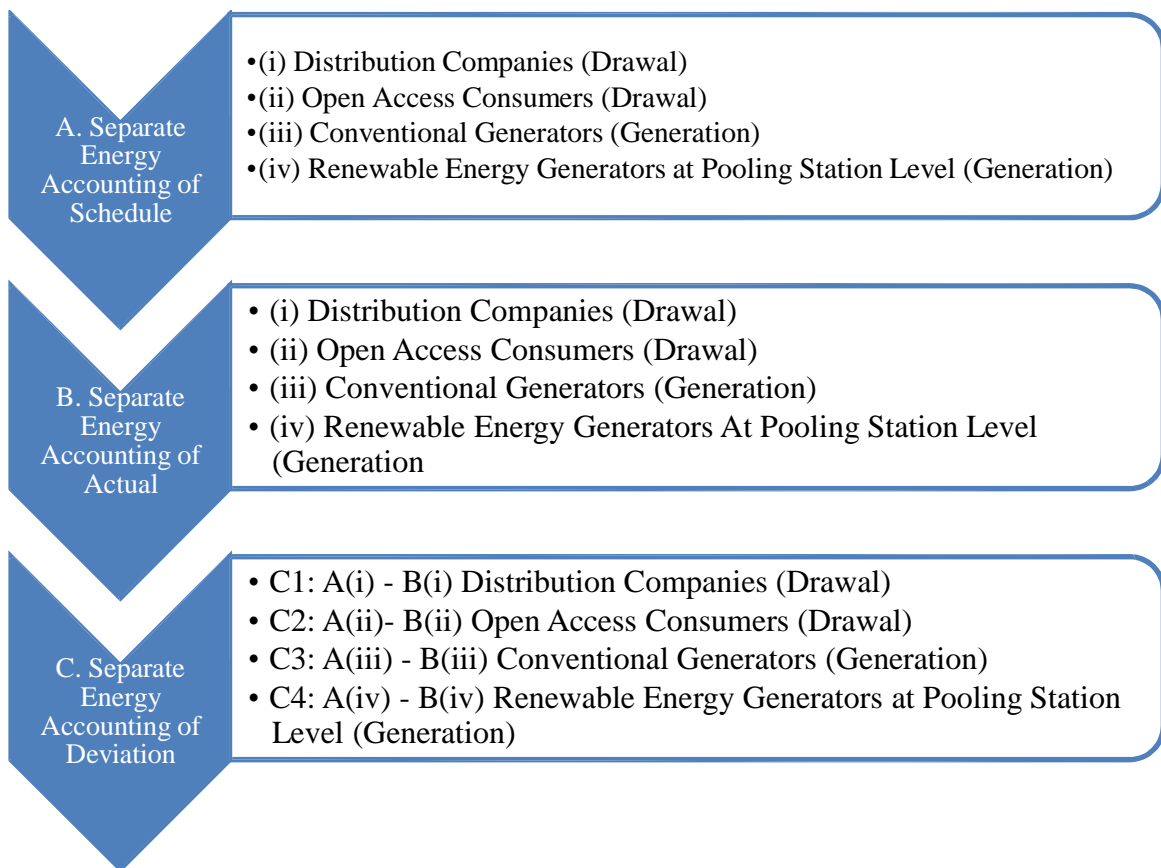 A. Separate
Energy
Accounting of
Schedule
•(i) Distribution Companies (Drawal)
•(ii) Open Access Consumers (Drawal)
•(iii) Conventional Generators (Generation)
•(iv) Renewable Energy Generators at Pooling Station Level (Generation)
B. Separate
Energy
Accounting of
Actual
• (i) Distribution Companies (Drawal)
• (ii) Open Access Consumers (Drawal)
• (iii) Conventional Generators (Generation)
• (iv) Renewable Energy Generators At Pooling Station Level
(Generation
C. Separate
Energy
Accounting of
Deviation
• C1: A(i) - B(i) Distribution Companies (Drawal)
• C2: A(ii)- B(ii) Open Access Consumers (Drawal)
• C3: A(iii) - B(iii) Conventional Generators (Generation)
• C4: A(iv) - B(iv) Renewable Energy Generators at Pooling Station
Level (Generation)